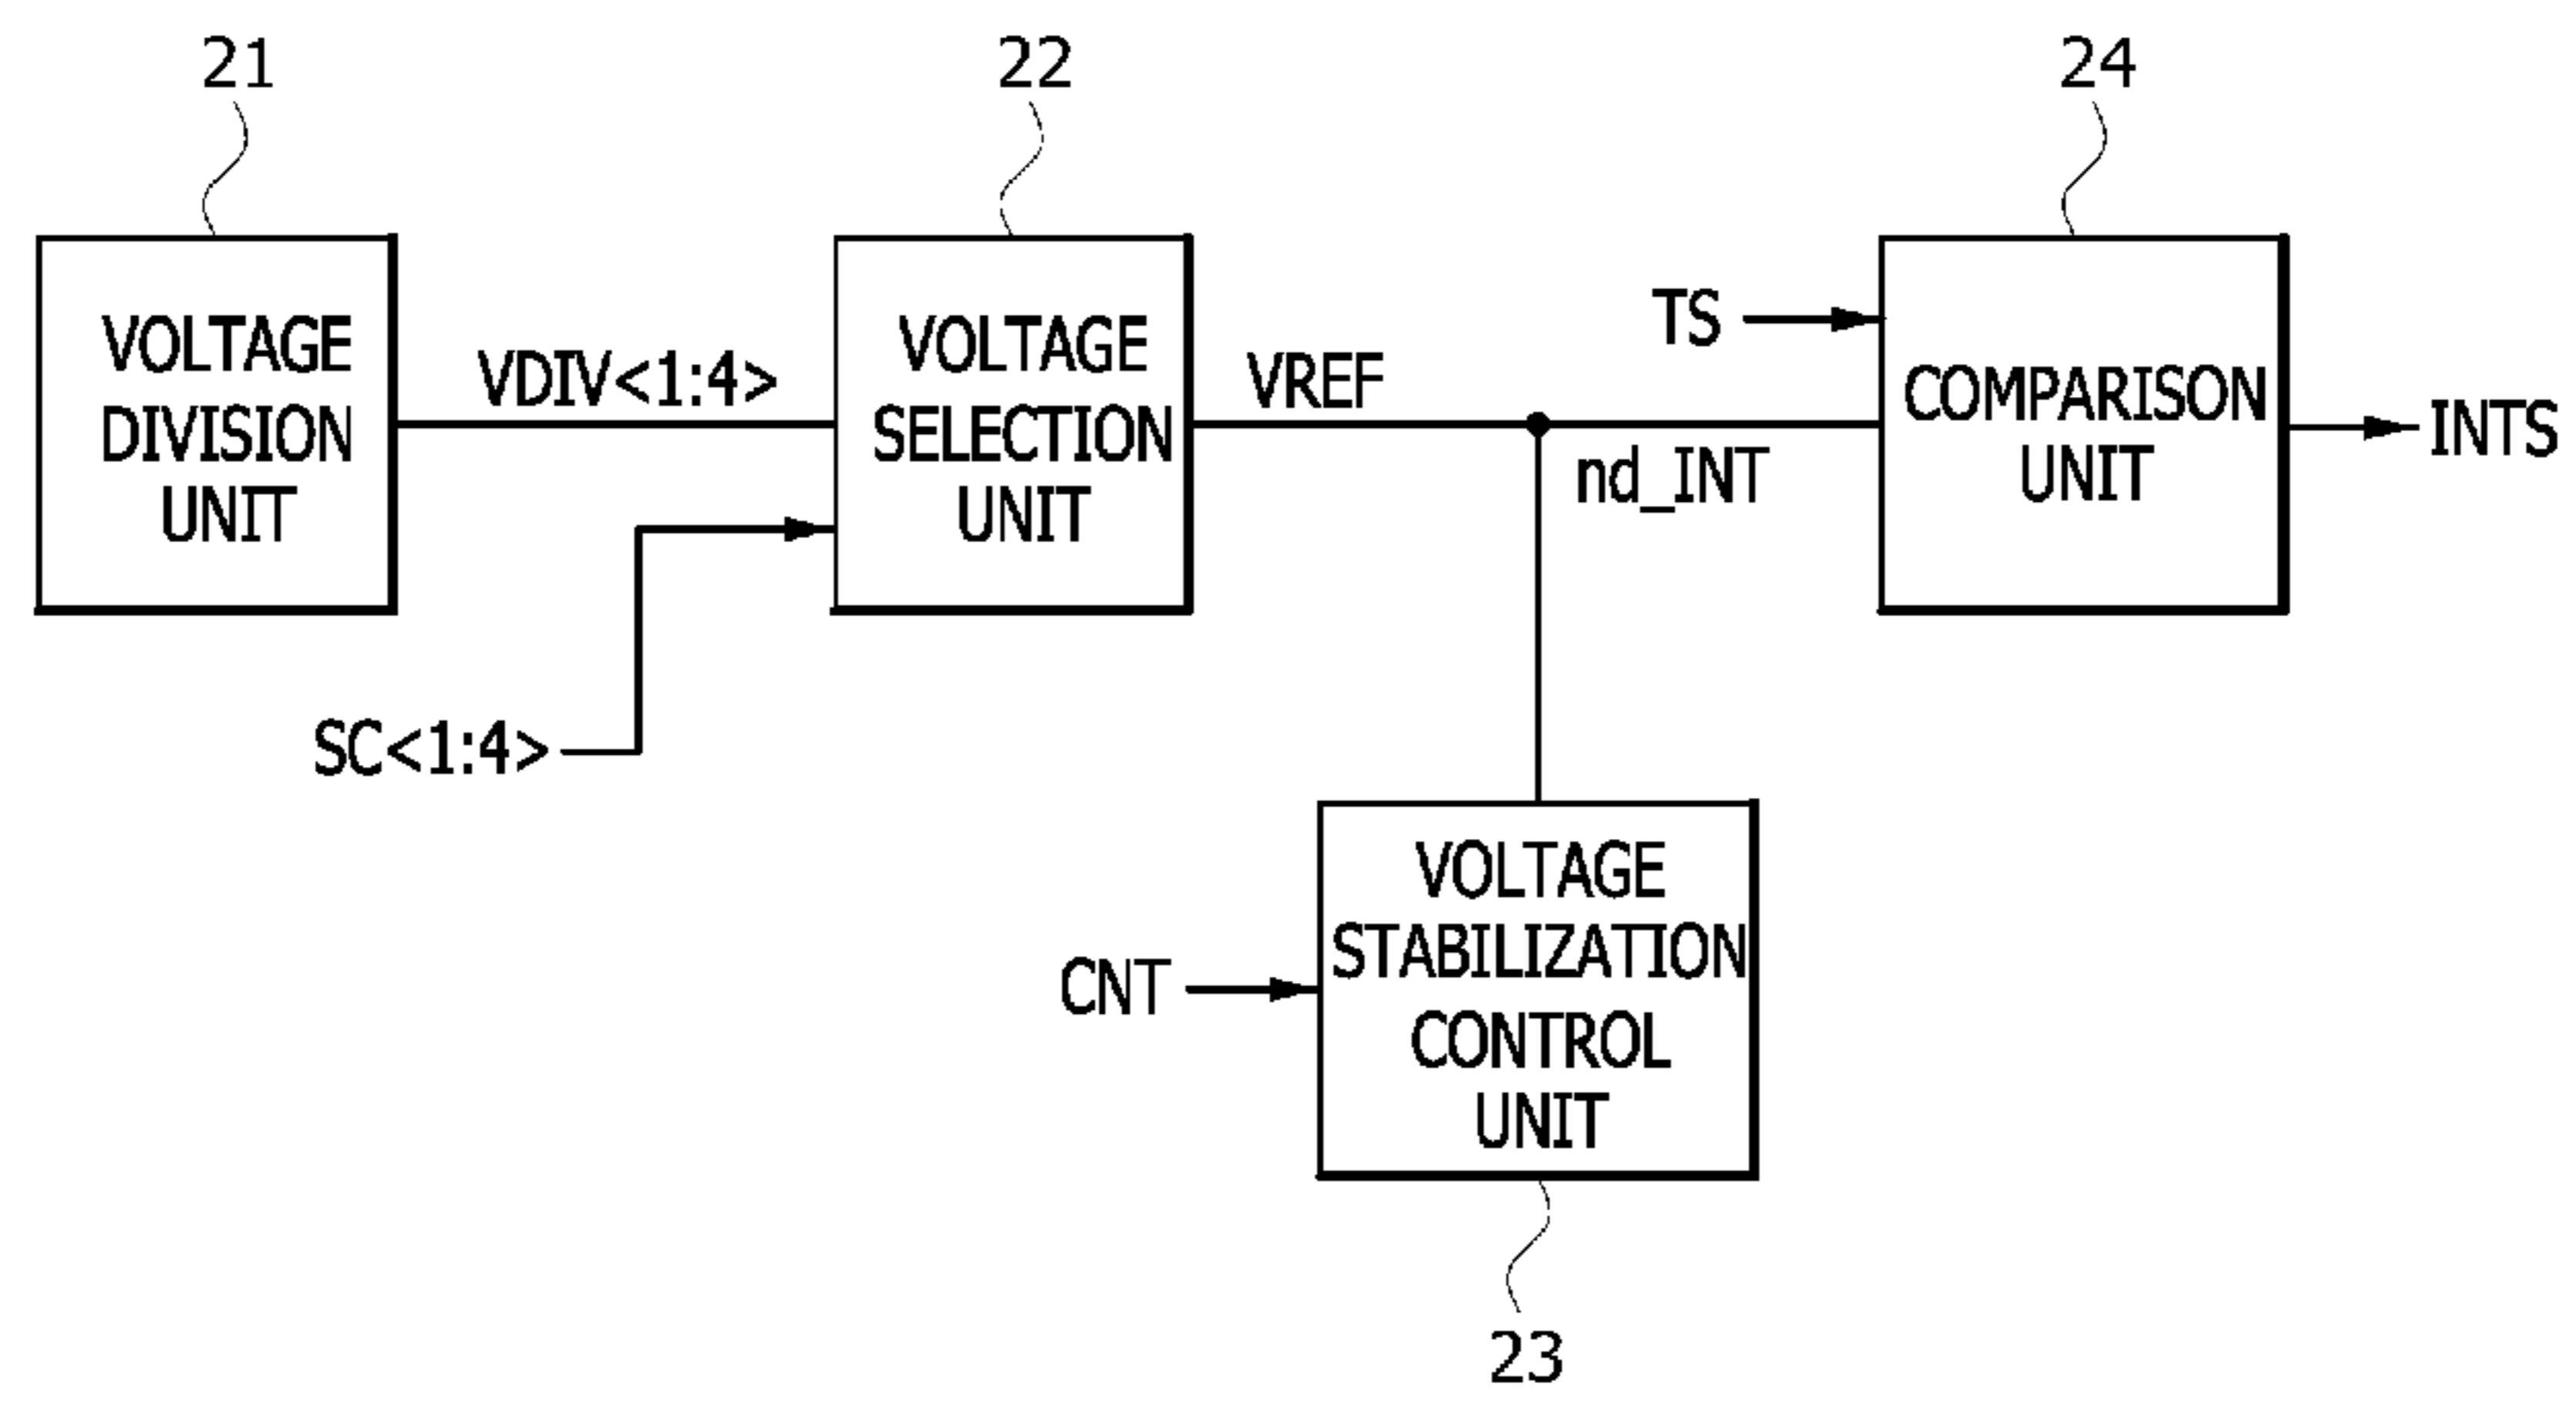 21
22
24
VOLTAGE
DIVISION
UNIT
VDIV<1:4>
VOLTAGE
SELECTION
UNIT
VREF
nd_INT
TS
COMPARISON
UNIT
INTS
SC<1:4>
CNT
VOLTAGE
STABILIZATION
CONTROL
UNIT
23